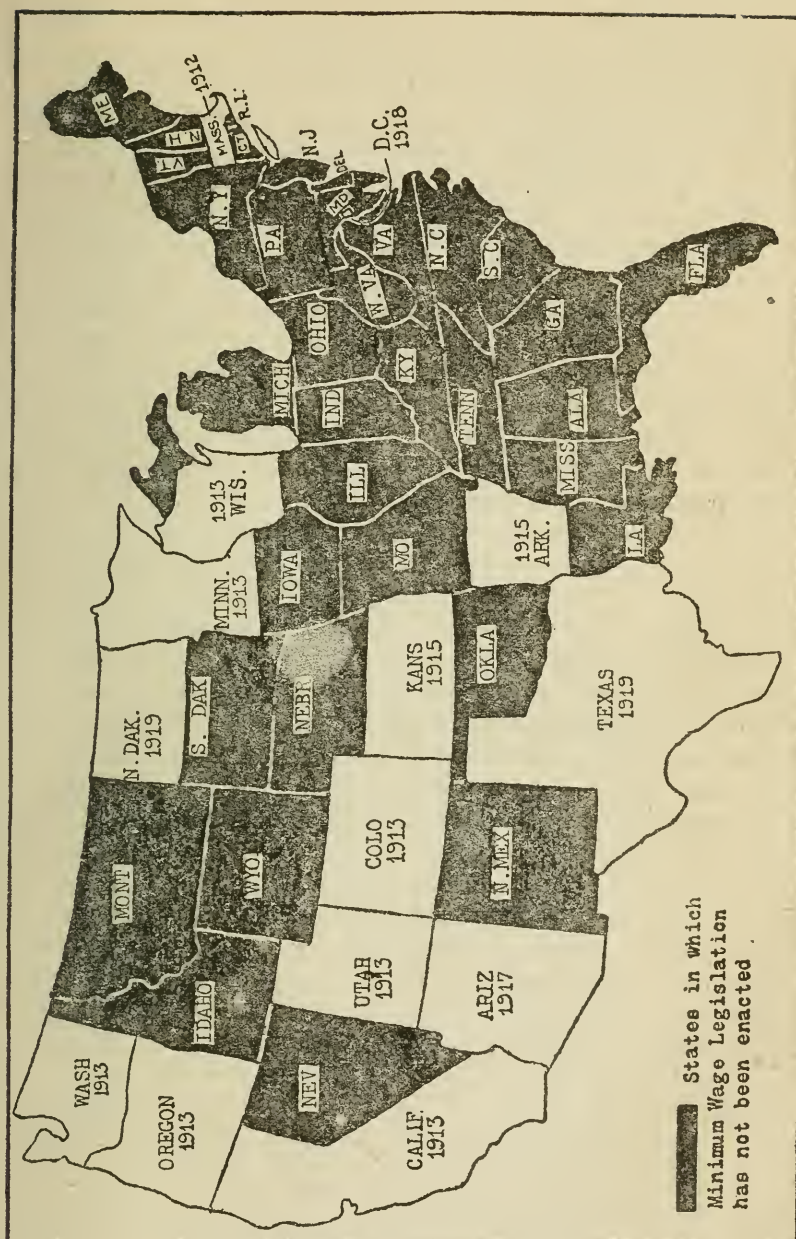 WASH
1913
OREGON
1913
CALIF.
1913
NEV
IDAHO
MONT
WYO
UTAH
1913
ARIZ
1917
COLO
1913
N.MEX
N.DAK.
1919
S. DAK
NEBR
KANS
1915
OKLA
TEXAS
1919
MINN.
1913
IOWA
MO
1915
ARK.
LA
1913
WIS.
ILL
MICH
IND
OHIO
KY
TENN
MISS
ALA
GA
FLA
S.C
N.C
VA
W.VA
PA
N.Y
VT.
N.H
ME
MASS.
1912
CT
R.I.
N.J
DEL
MD
D.C.
1918
States in which
Minimum Wage Legislation
has not been enacted.